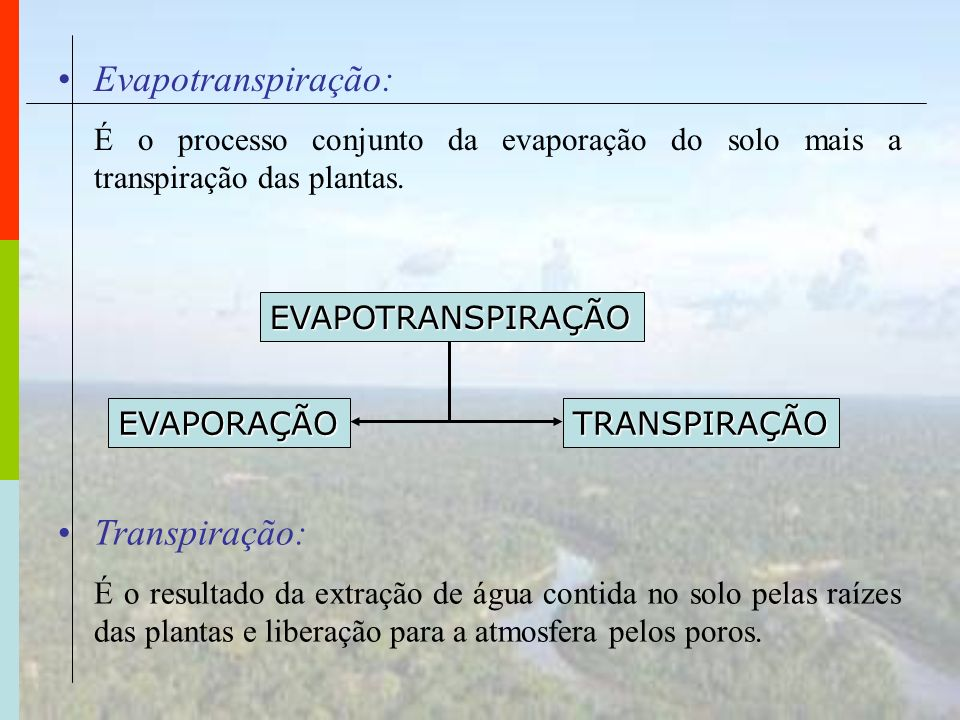 • Evapotranspiração:
É o processo conjunto da evaporação do solo mais a
transpiração das plantas.
EVAPOTRANSPIRAÇÃO
EVAPORAÇÃO
TRANSPIRAÇÃO
• Transpiração:
É o resultado da extração de água contida no solo pelas raízes
das plantas e liberação para a atmosfera pelos poros.